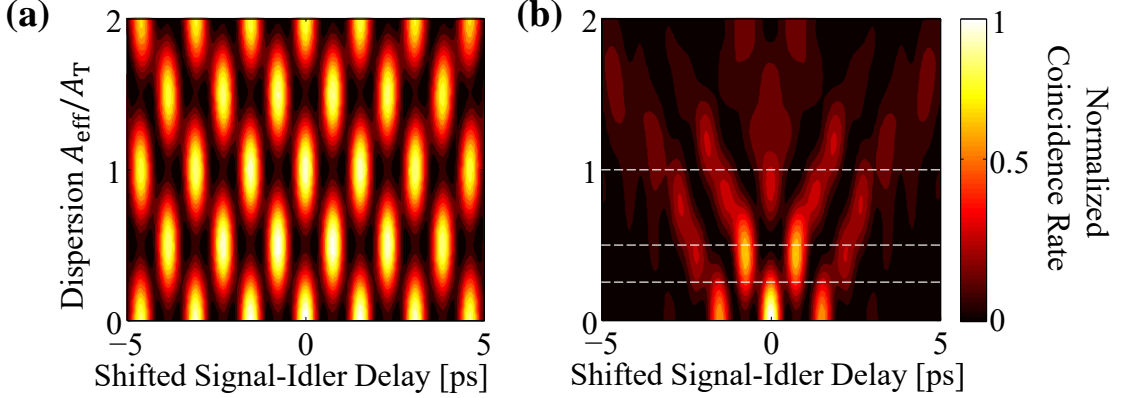 (a)
Dispersion A_eff/A_T
2
1
0
−5
0
5
Shifted Signal-Idler Delay [ps]
(b)
2
1
0
−5
0
5
Shifted Signal-Idler Delay [ps]
1
0.5
0
Normalized
Coincidence Rate